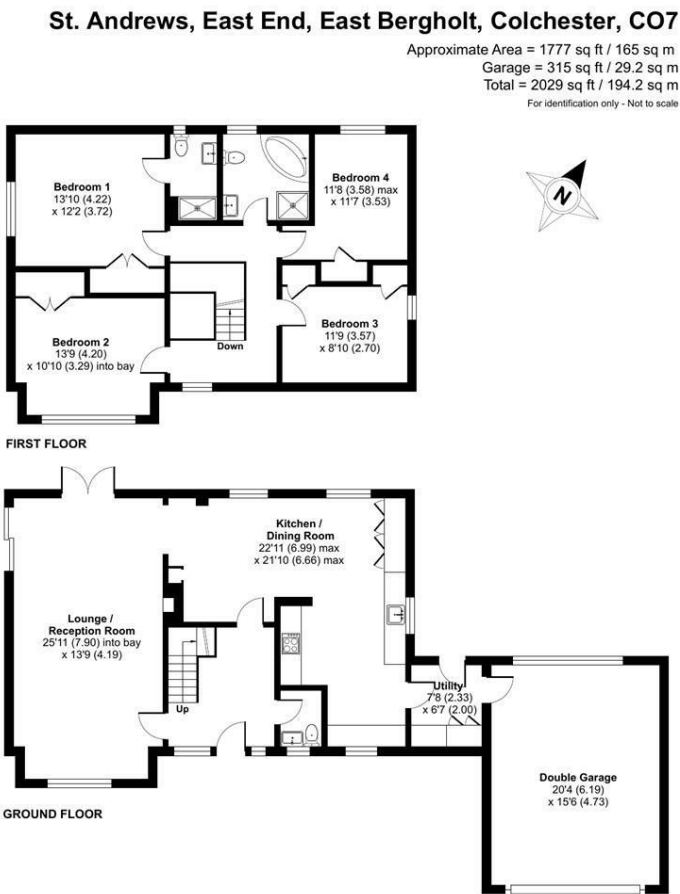 St. Andrews, East End, East Bergholt, Colchester, CO7
Approximate Area = 1777 sq ft / 165 sq m
Garage = 315 sq ft / 29.2 sq m
Total = 2029 sq ft / 194.2 sq m
For identification only - Not to scale
N
Bedroom 1
13'10 (4.22)
x 12'2 (3.72)
Bedroom 4
11'8 (3.58) max
x 11'7 (3.53)
Bedroom 2
13'9 (4.20)
x 10'10 (3.29) into bay
Down
Bedroom 3
11'9 (3.57)
x 8'10 (2.70)
FIRST FLOOR
Kitchen /
Dining Room
22'11 (6.99) max
x 21'10 (6.66) max
Lounge /
Reception Room
25'11 (7.90) into bay
x 13'9 (4.19)
Up
Utility
7'8 (2.33)
x 6'7 (2.00)
Double Garage
20'4 (6.19)
x 15'6 (4.73)
GROUND FLOOR